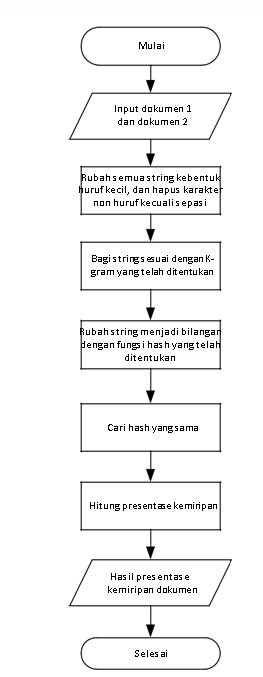 Mulai
Input dokumen 1
dan dokumen 2
Rubah semua string kebentuk
huruf kecil, dan hapus karakter
non huruf kecuali sepasi
Bagi string sesuai dengan K-
gram yang telah ditentukan
Rubah string menjadi bilangan
dengan fungsi hash yang telah
ditentukan
Cari hash yang sama
Hitung presentase kemiripan
Hasil presentase
kemiripan dokumen
Selesai